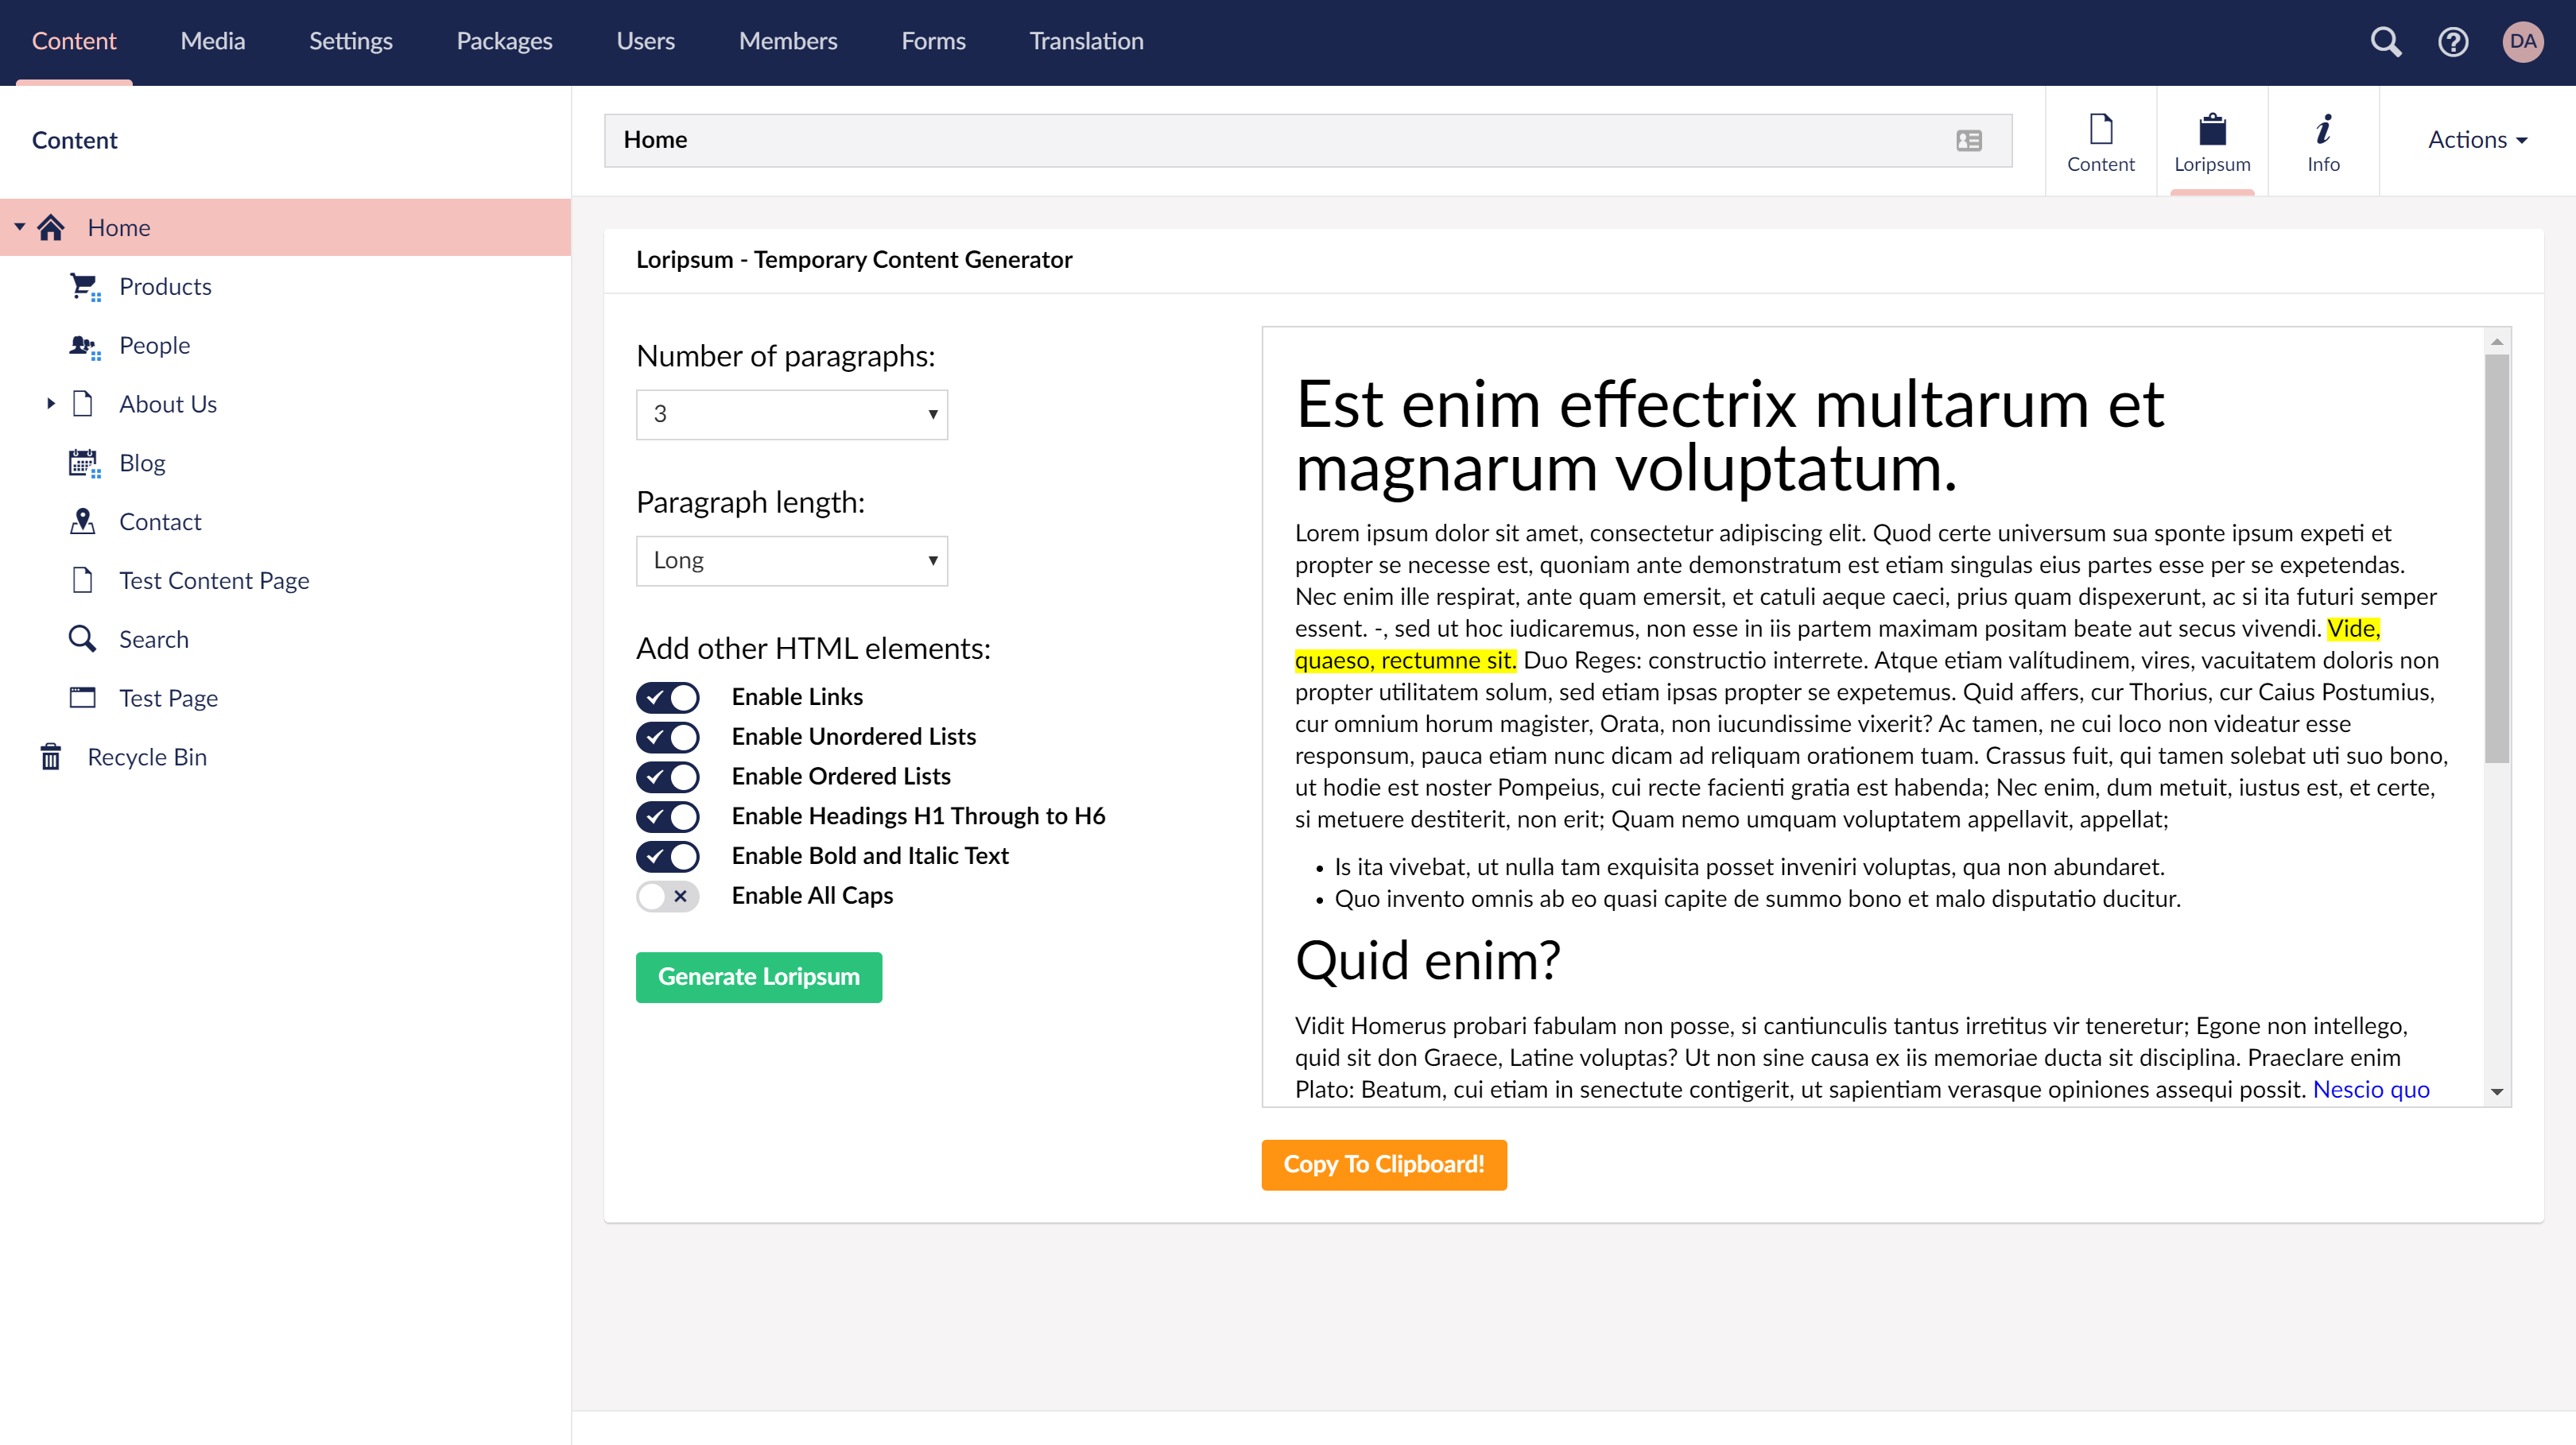 Content Media Settings Packages Users Members Forms Translation DA
Content
Home
Products
People
About Us
Blog
Contact
Test Content Page
Search
Test Page
Recycle Bin
Home
Content
Loripsum
Info
Actions
Loripsum - Temporary Content Generator
Number of paragraphs:
3
Paragraph length:
Long
Add other HTML elements:
Enable Links
Enable Unordered Lists
Enable Ordered Lists
Enable Headings H1 Through to H6
Enable Bold and Italic Text
Enable All Caps
Generate Loripsum
Est enim effectrix multarum et
magnarum voluptatum.
Lorem ipsum dolor sit amet, consectetur adipiscing elit. Quod certe universum sua sponte ipsum expeti et
propter se necesse est, quoniam ante demonstratum est etiam singulas eius partes esse per se expetendas.
Nec enim ille respirat, ante quam emersit, et catuli aeque caeci, prius quam dispexerunt, ac si ita futuri semper
essent. -, sed ut hoc iudicaremus, non esse in iis partem maximam positam beate aut secus vivendi. Vide,
quaeso, rectumne sit. Duo Reges: constructio interrete. Atque etiam valítudinem, vires, vacuitatem doloris non
propter utilitatem solum, sed etiam ipsas propter se expetemus. Quid affers, cur Thorius, cur Caius Postumius,
cur omnium horum magister, Orata, non iucundissime vixerit? Ac tamen, ne cui loco non videatur esse
responsum, pauca etiam nunc dicam ad reliquam orationem tuam. Crassus fuit, qui tamen solebat uti suo bono,
ut hodie est noster Pompeius, cui recte facienti gratia est habenda; Nec enim, dum metuit, iustus est, et certe,
si metuere destiterit, non erit; Quam nemo umquam voluptatem appellavit, appellat;
• Is ita vivebat, ut nulla tam exquisita posset inveniri voluptas, qua non abundaret.
• Quo invento omnis ab eo quasi capite de summo bono et malo disputatio ducitur.
Quid enim?
Vidit Homerus probari fabulam non posse, si cantiunculis tantus irretitus vir teneretur; Egone non intellego,
quid sit don Graece, Latine voluptas? Ut non sine causa ex iis memoriae ducta sit disciplina. Praeclare enim
Plato: Beatum, cui etiam in senectute contigerit, ut sapientiam verasque opiniones assequi possit. Nescio quo
Copy To Clipboard!